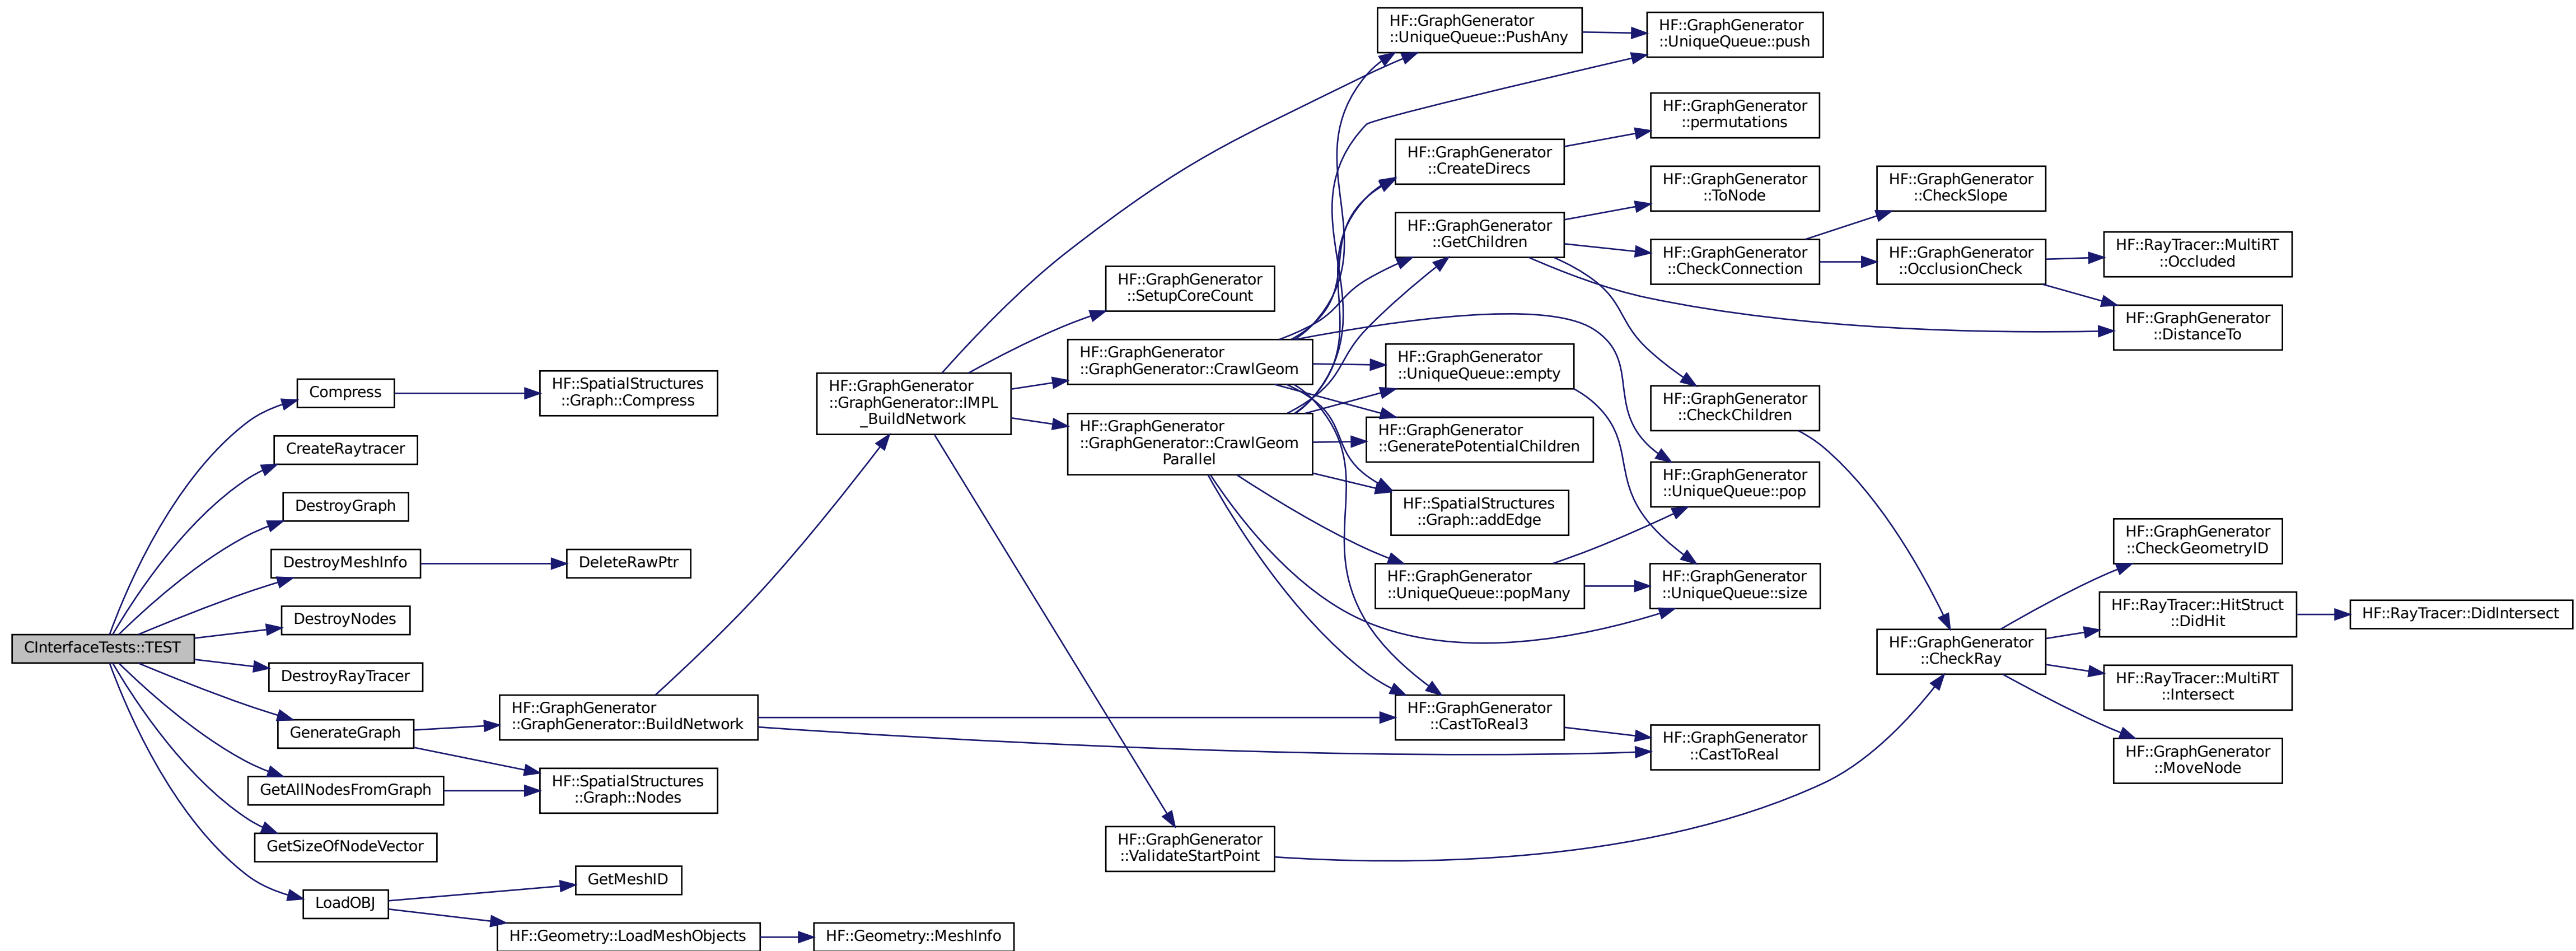 CInterfaceTests::TEST
Compress
CreateRaytracer
DestroyGraph
DestroyMeshInfo
DestroyNodes
DestroyRayTracer
GenerateGraph
GetAllNodesFromGraph
GetSizeOfNodeVector
LoadOBJ
HF::SpatialStructures
::Graph::Compress
DeleteRawPtr
HF::GraphGenerator
::GraphGenerator::BuildNetwork
HF::SpatialStructures
::Graph::Nodes
GetMeshID
HF::Geometry::LoadMeshObjects
HF::GraphGenerator
::GraphGenerator::IMPL
_BuildNetwork
HF::Geometry::MeshInfo
HF::GraphGenerator
::SetupCoreCount
HF::GraphGenerator
::GraphGenerator::CrawlGeom
HF::GraphGenerator
::GraphGenerator::CrawlGeom
Parallel
HF::GraphGenerator
::ValidateStartPoint
HF::GraphGenerator
::UniqueQueue::PushAny
HF::GraphGenerator
::CreateDirecs
HF::GraphGenerator
::GetChildren
HF::GraphGenerator
::UniqueQueue::empty
HF::GraphGenerator
::GeneratePotentialChildren
HF::SpatialStructures
::Graph::addEdge
HF::GraphGenerator
::UniqueQueue::popMany
HF::GraphGenerator
::CastToReal3
HF::GraphGenerator
::UniqueQueue::push
HF::GraphGenerator
::permutations
HF::GraphGenerator
::ToNode
HF::GraphGenerator
::CheckConnection
HF::GraphGenerator
::CheckChildren
HF::GraphGenerator
::UniqueQueue::pop
HF::GraphGenerator
::UniqueQueue::size
HF::GraphGenerator
::CastToReal
HF::GraphGenerator
::CheckSlope
HF::GraphGenerator
::OcclusionCheck
HF::GraphGenerator
::CheckRay
HF::RayTracer::MultiRT
::Occluded
HF::GraphGenerator
::DistanceTo
HF::GraphGenerator
::CheckGeometryID
HF::RayTracer::HitStruct
::DidHit
HF::RayTracer::MultiRT
::Intersect
HF::GraphGenerator
::MoveNode
HF::RayTracer::DidIntersect